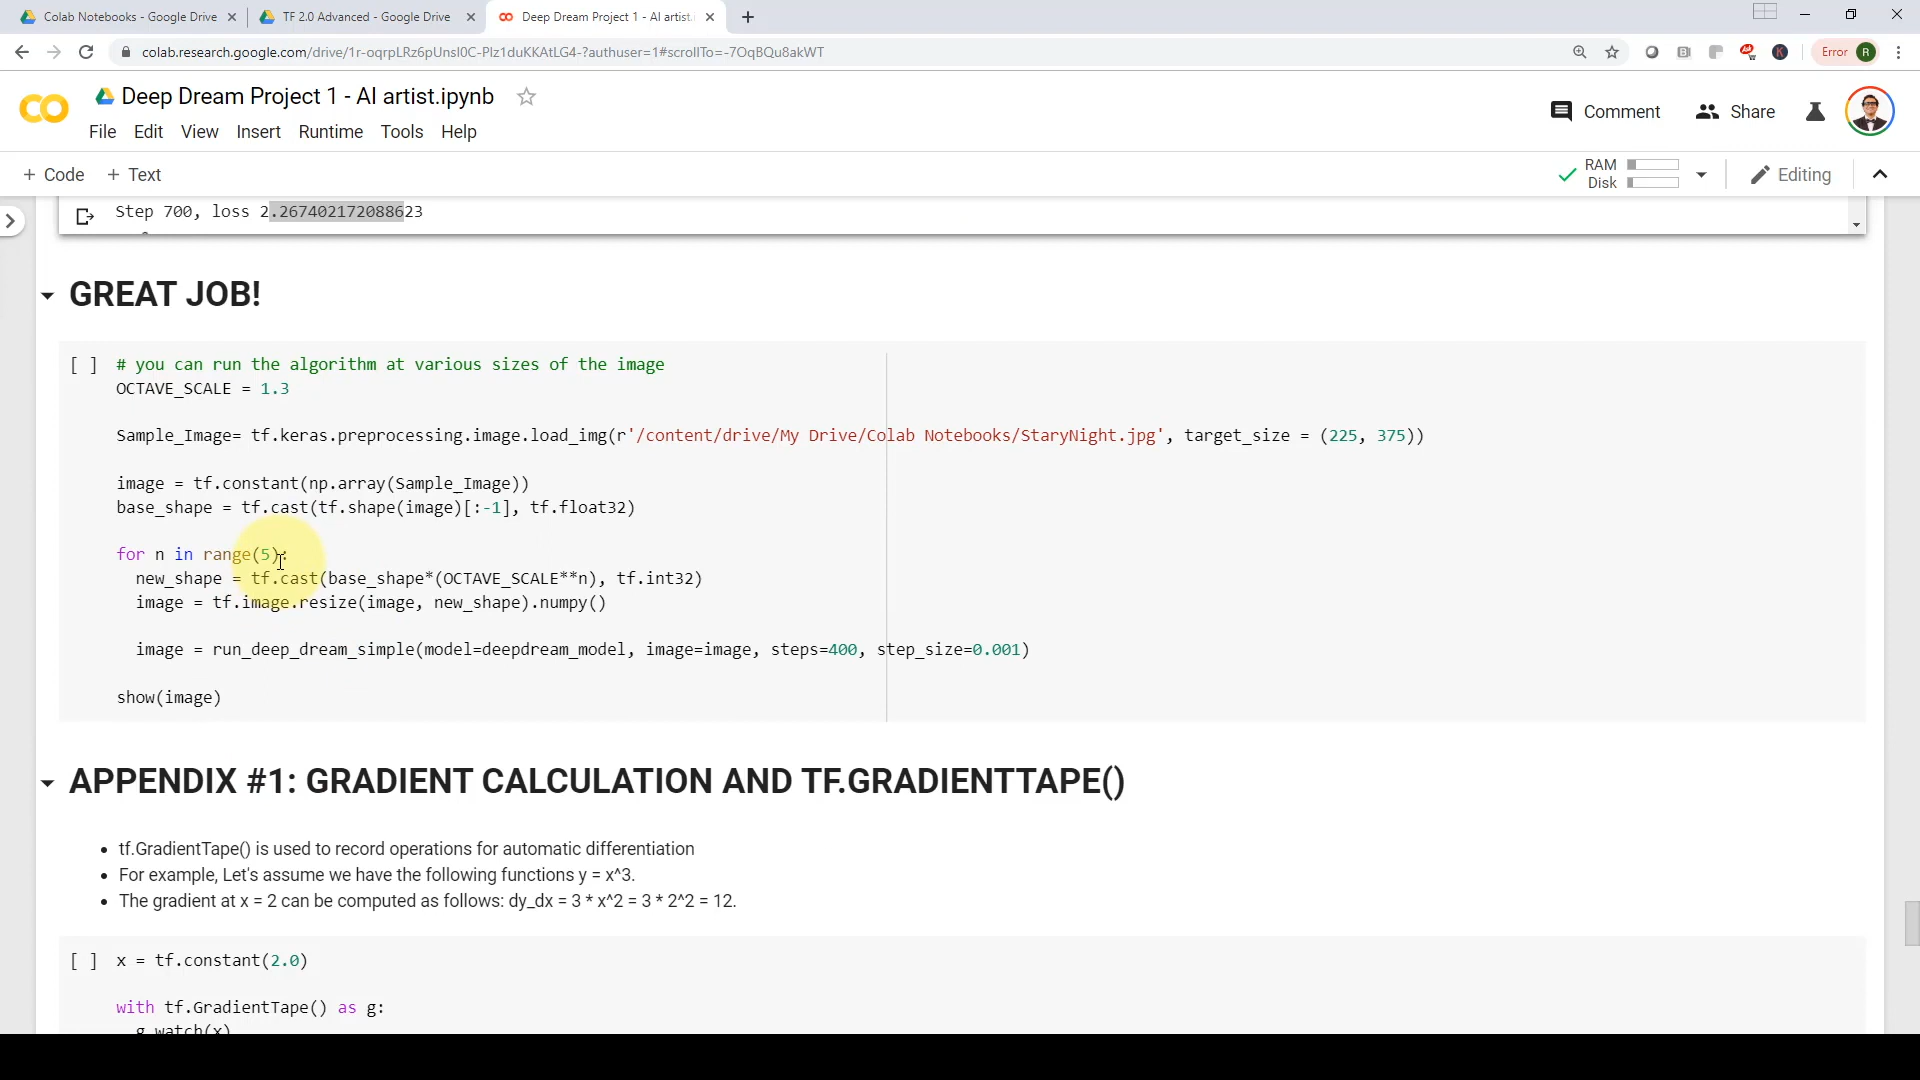 Colab Notebooks - Google Drive
TF 2.0 Advanced - Google Drive
Deep Dream Project 1 - AI artist.
colab.research.google.com/drive/1r-oqrpLRz6pUnsI0C-PIz1duKKAtLG4-?authuser=1#scrollTo=-7OqBQu8akWT
Error R
Deep Dream Project 1 - AI artist.ipynb
File Edit View Insert Runtime Tools Help
Comment Share
+ Code + Text
RAM
Disk
Editing
Step 700, loss 2.267402172088623
GREAT JOB!
[ ] # you can run the algorithm at various sizes of the image
OCTAVE_SCALE = 1.3
Sample_Image= tf.keras.preprocessing.image.load_img(r'/content/drive/My Drive/Colab Notebooks/StaryNight.jpg', target_size = (225, 375))
image = tf.constant(np.array(Sample_Image))
base_shape = tf.cast(tf.shape(image)[:-1], tf.float32)
for n in range(5):
new_shape = tf.cast(base_shape*(OCTAVE_SCALE**n), tf.int32)
image = tf.image.resize(image, new_shape).numpy()
image = run_deep_dream_simple(model=deepdream_model, image=image, steps=400, step_size=0.001)
show(image)
APPENDIX #1: GRADIENT CALCULATION AND TF.GRADIENTTAPE()
• tf.GradientTape() is used to record operations for automatic differentiation
• For example, Let's assume we have the following functions y = x^3.
• The gradient at x = 2 can be computed as follows: dy_dx = 3 * x^2 = 3 * 2^2 = 12.
[ ] x = tf.constant(2.0)
with tf.GradientTape() as g:
g.watch(x)